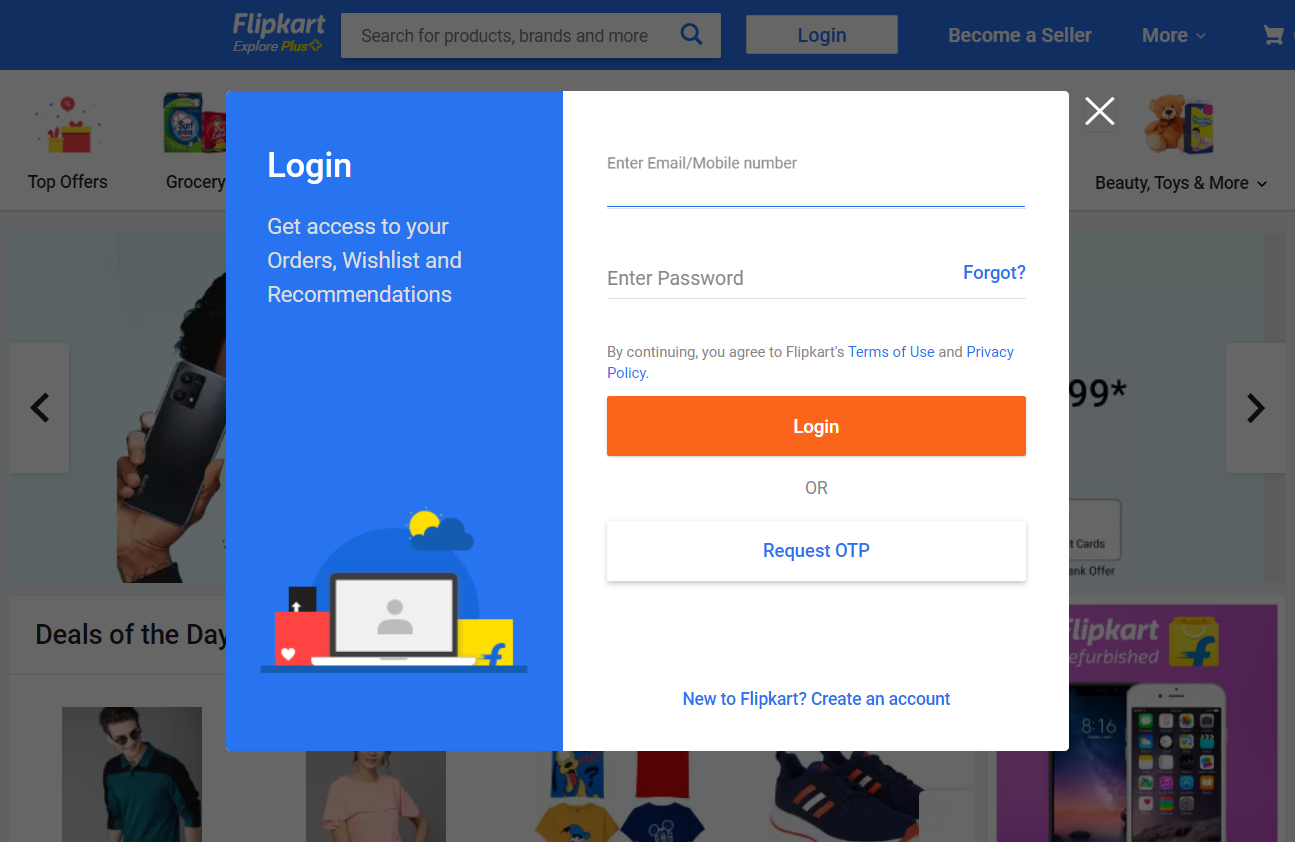 Flipkart
Explore Plus
Search for products, brands and more
Login
Become a Seller
More
Top Offers
Grocery
Surf excel
Beauty, Toys & More
Login
Get access to your
Orders, Wishlist and
Recommendations
Enter Email/Mobile number
Enter Password
Forgot?
By continuing, you agree to Flipkart's Terms of Use and Privacy
Policy.
Login
OR
Request OTP
New to Flipkart? Create an account
99*
t Cards
ank Offer
Deals of the Day
Flipkart
efurbished
8:16